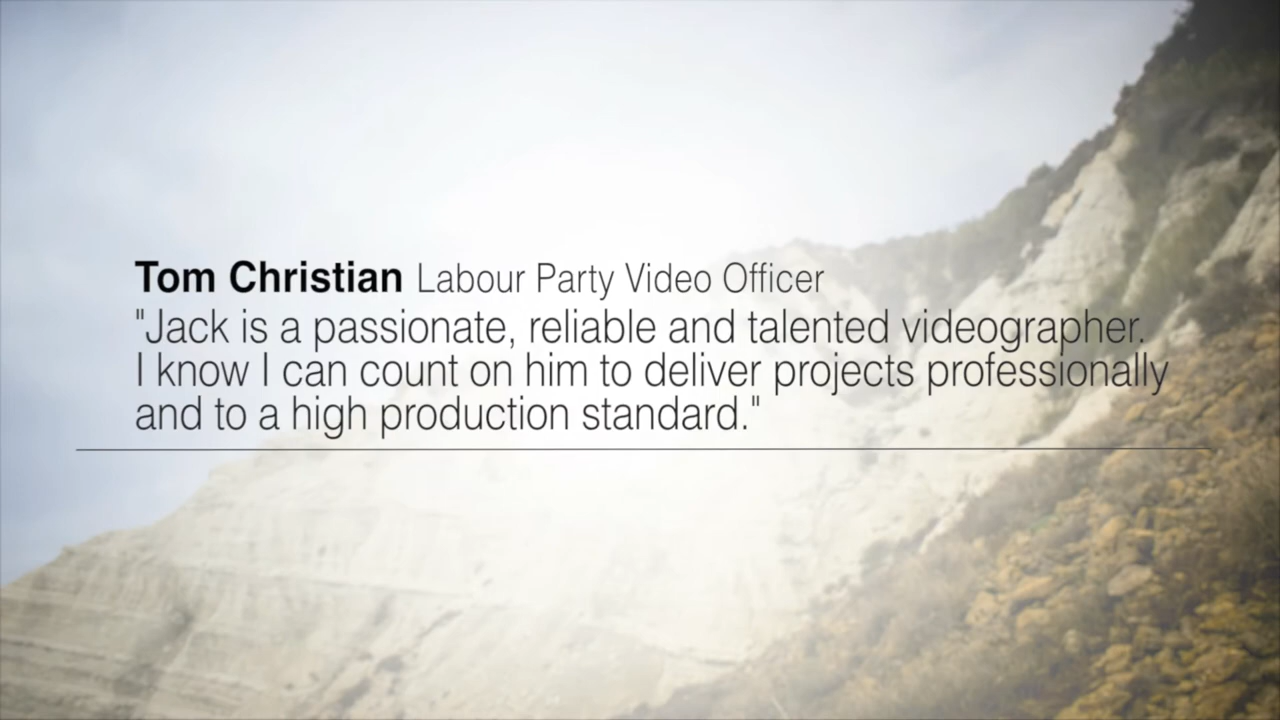 Tom Christian Labour Party Video Officer
"Jack is a passionate, reliable and talented videographer.
I know I can count on him to deliver projects professionally
and to a high production standard."